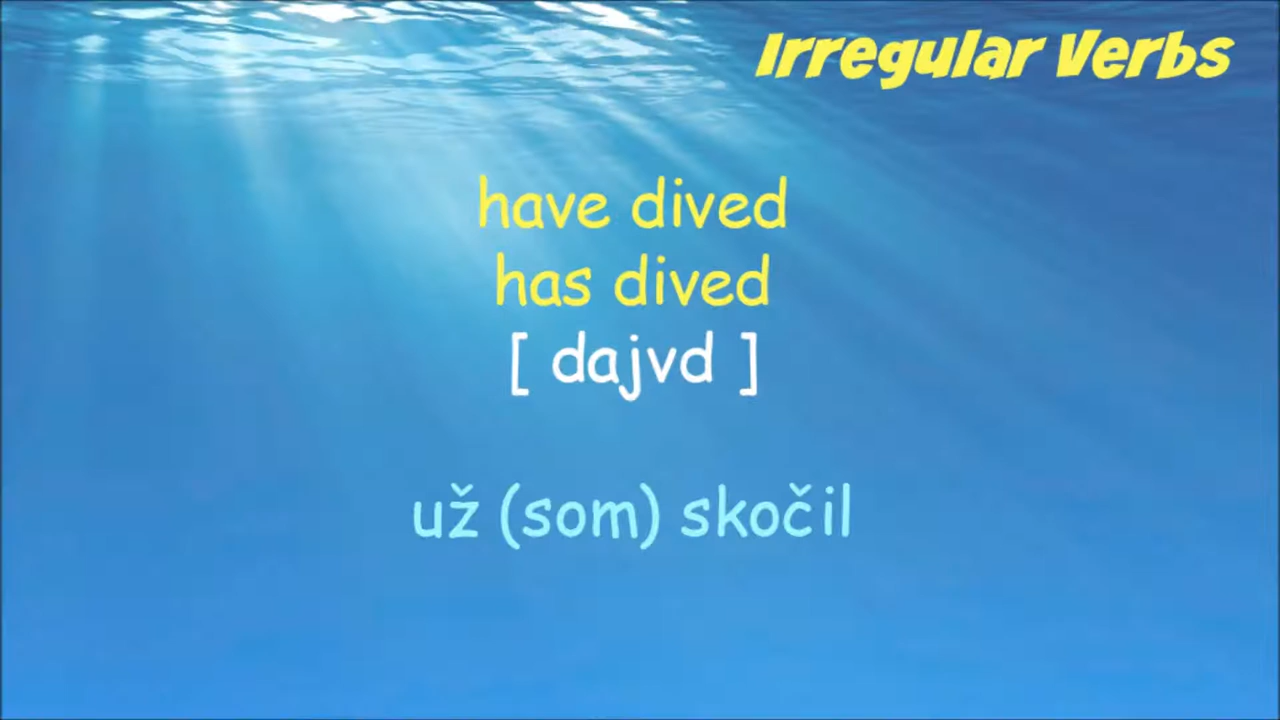 Irregular Verbs
have dived
has dived
[ dajvd ]
už (som) skočil